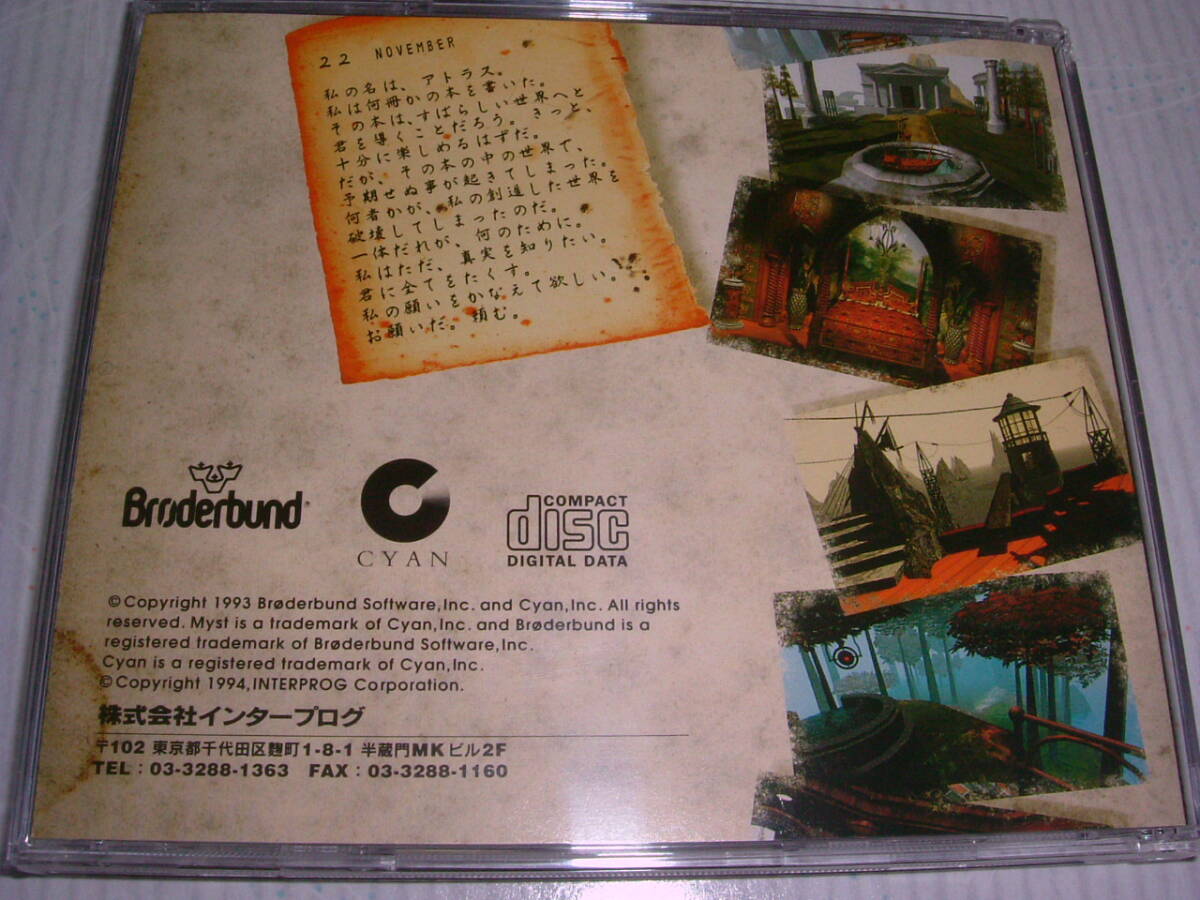 22 NOVEMBER
私の名は、アトラス。
私は何冊かの本を書いた。
その本は、すばらしい世界へと
君を導くことだろう。きっと、
十分に楽しめるはずだ。
だが、その本の中の世界で、
予期せぬ事が起きてしまった。
何者かが、私の創造した世界を
破壊してしまったのだ。
一体だれが、何のために。
私はただ、真実を知りたい。
君に全てをたくす。
私の願いをかなえて欲しい。
お願いだ。頼む。
Brøderbund®
CYAN
COMPACT
disc
DIGITAL DATA
©Copyright 1993 Brøderbund Software,Inc. and Cyan,Inc. All rights
reserved. Myst is a trademark of Cyan,Inc. and Brøderbund is a
registered trademark of Brøderbund Software,Inc.
Cyan is a registered trademark of Cyan,Inc.
©Copyright 1994,INTERPROG Corporation.
株式会社インタープログ
〒102 東京都千代田区麹町1-8-1 半蔵門MKビル2F
TEL : 03-3288-1363 FAX : 03-3288-1160